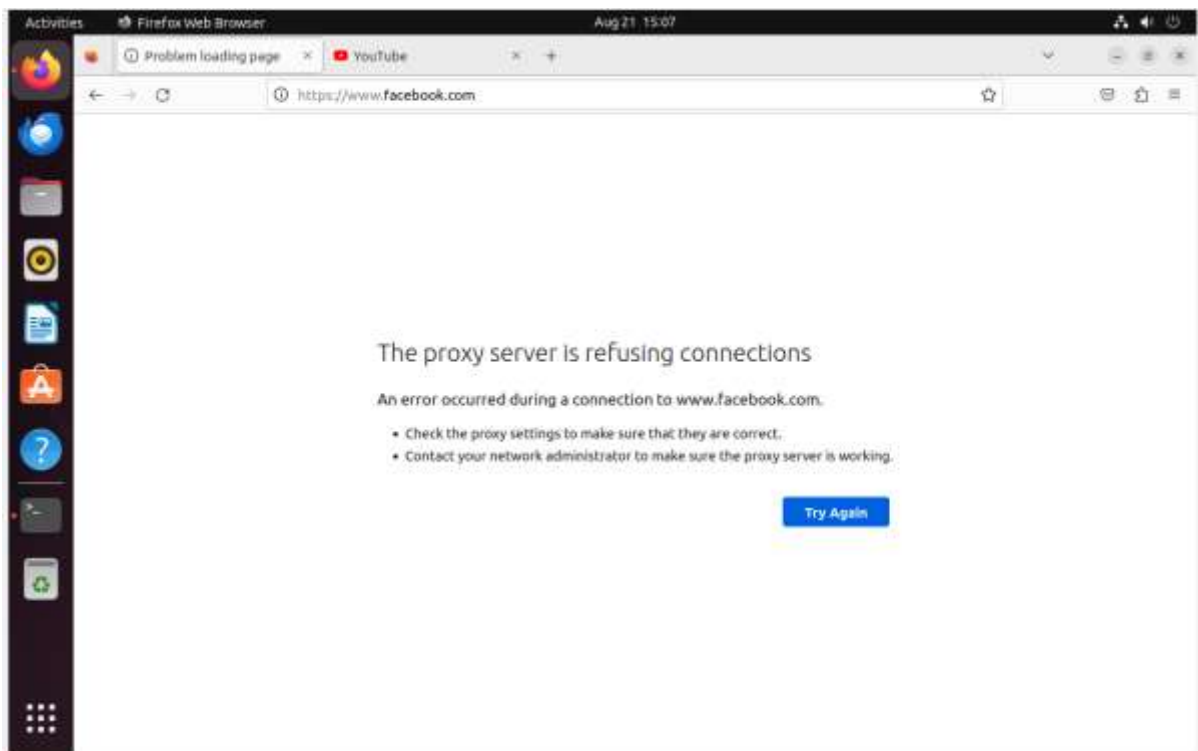 Activities Firefox Web Browser Aug 21 15:07
Problem loading page YouTube
https://www.facebook.com
The proxy server is refusing connections
An error occurred during a connection to www.facebook.com.
• Check the proxy settings to make sure that they are correct.
• Contact your network administrator to make sure the proxy server is working.
Try Again